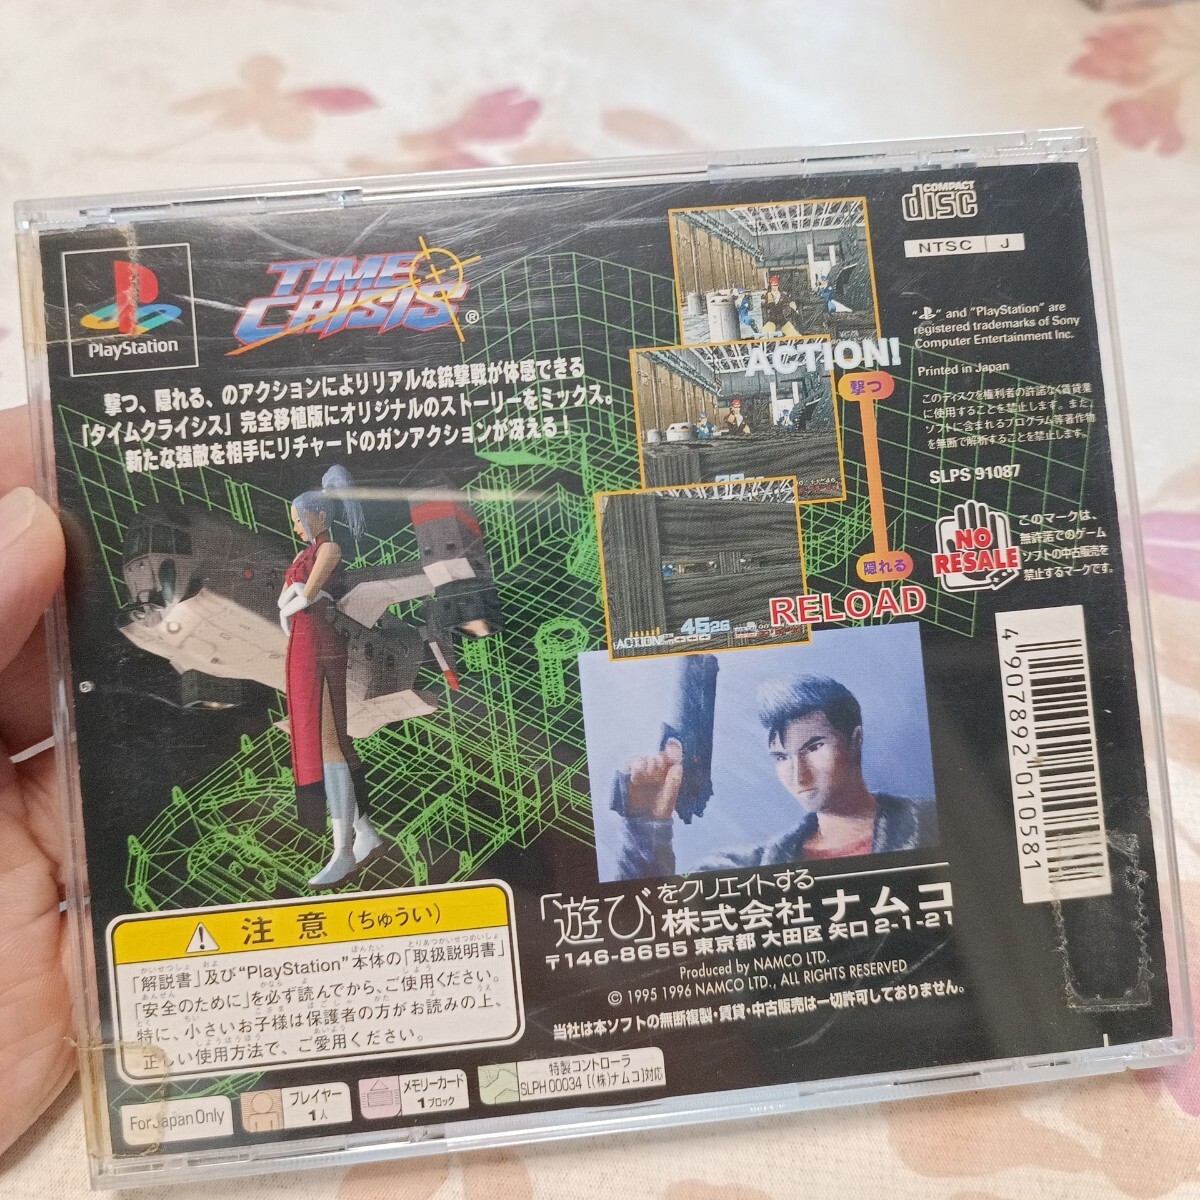 PlayStation
TIME CRISIS ®
撃つ、隠れる、のアクションによりリアルな銃撃戦が体感できる
「タイムクライシス」完全移植版にオリジナルのストーリーをミックス。
新たな強敵を相手にリチャードのガンアクションが冴える！
ACTION!
撃つ
隠れる
RELOAD
ACTION
4526
COMPACT
disc
NTSC J
"PS" and "PlayStation" are
registered trademarks of Sony
Computer Entertainment Inc.
Printed in Japan
このディスクを権利者の許諾なく賃貸業
に使用することを禁止します。また、
ソフトに含まれるプログラム等著作物
を無断で解析することを禁止します。
SLPS 91087
NO
RESALE
このマークは、
無許諾でのゲーム
ソフトの中古販売を
禁止するマークです。
4 907892 010581
「遊び」をクリエイトする
株式会社 ナムコ
〒146-8655 東京都 大田区 矢口 2-1-21
Produced by NAMCO LTD.
© 1995 1996 NAMCO LTD., ALL RIGHTS RESERVED
当社は本ソフトの無断複製・賃貸・中古販売は一切許可しておりません。
注意（ちゅうい）
「解説書」及び"PlayStation"本体の「取扱説明書」
「安全のために」を必ず読んでから、ご使用ください。
特に、小さいお子様は保護者の方がお読みの上、
正しい使用方法で、ご愛用ください。
For Japan Only
プレイヤー
1人
メモリーカード
1ブロック
特製コントローラ
SLPH 00034 [(株)ナムコ]対応